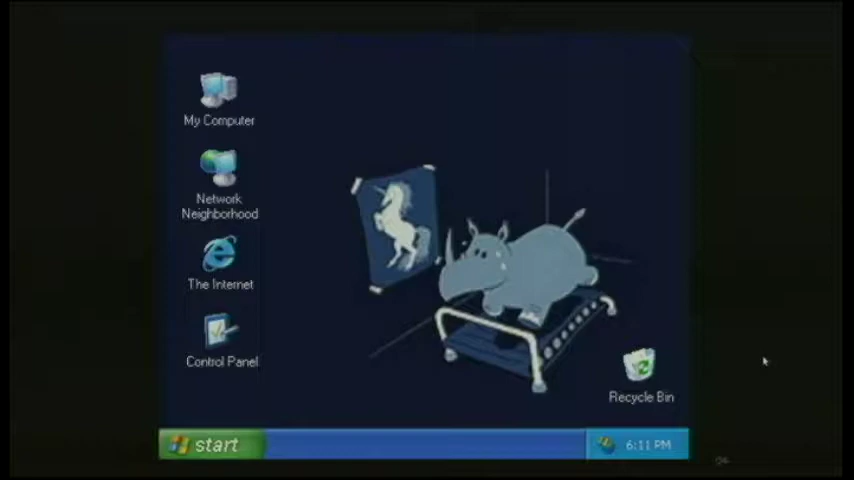 My Computer
Network
Neighborhood
The Internet
Control Panel
Recycle Bin
start
6:11 PM